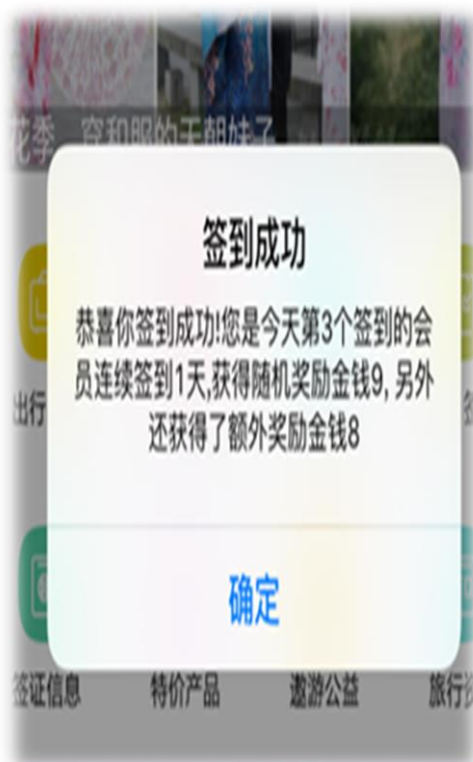 花季，穿和服的天朝妹子
签到成功
恭喜你签到成功!您是今天第3个签到的会
员连续签到1天,获得随机奖励金钱9, 另外
还获得了额外奖励金钱8
确定
出行
签证信息
特价产品
遨游公益
旅行